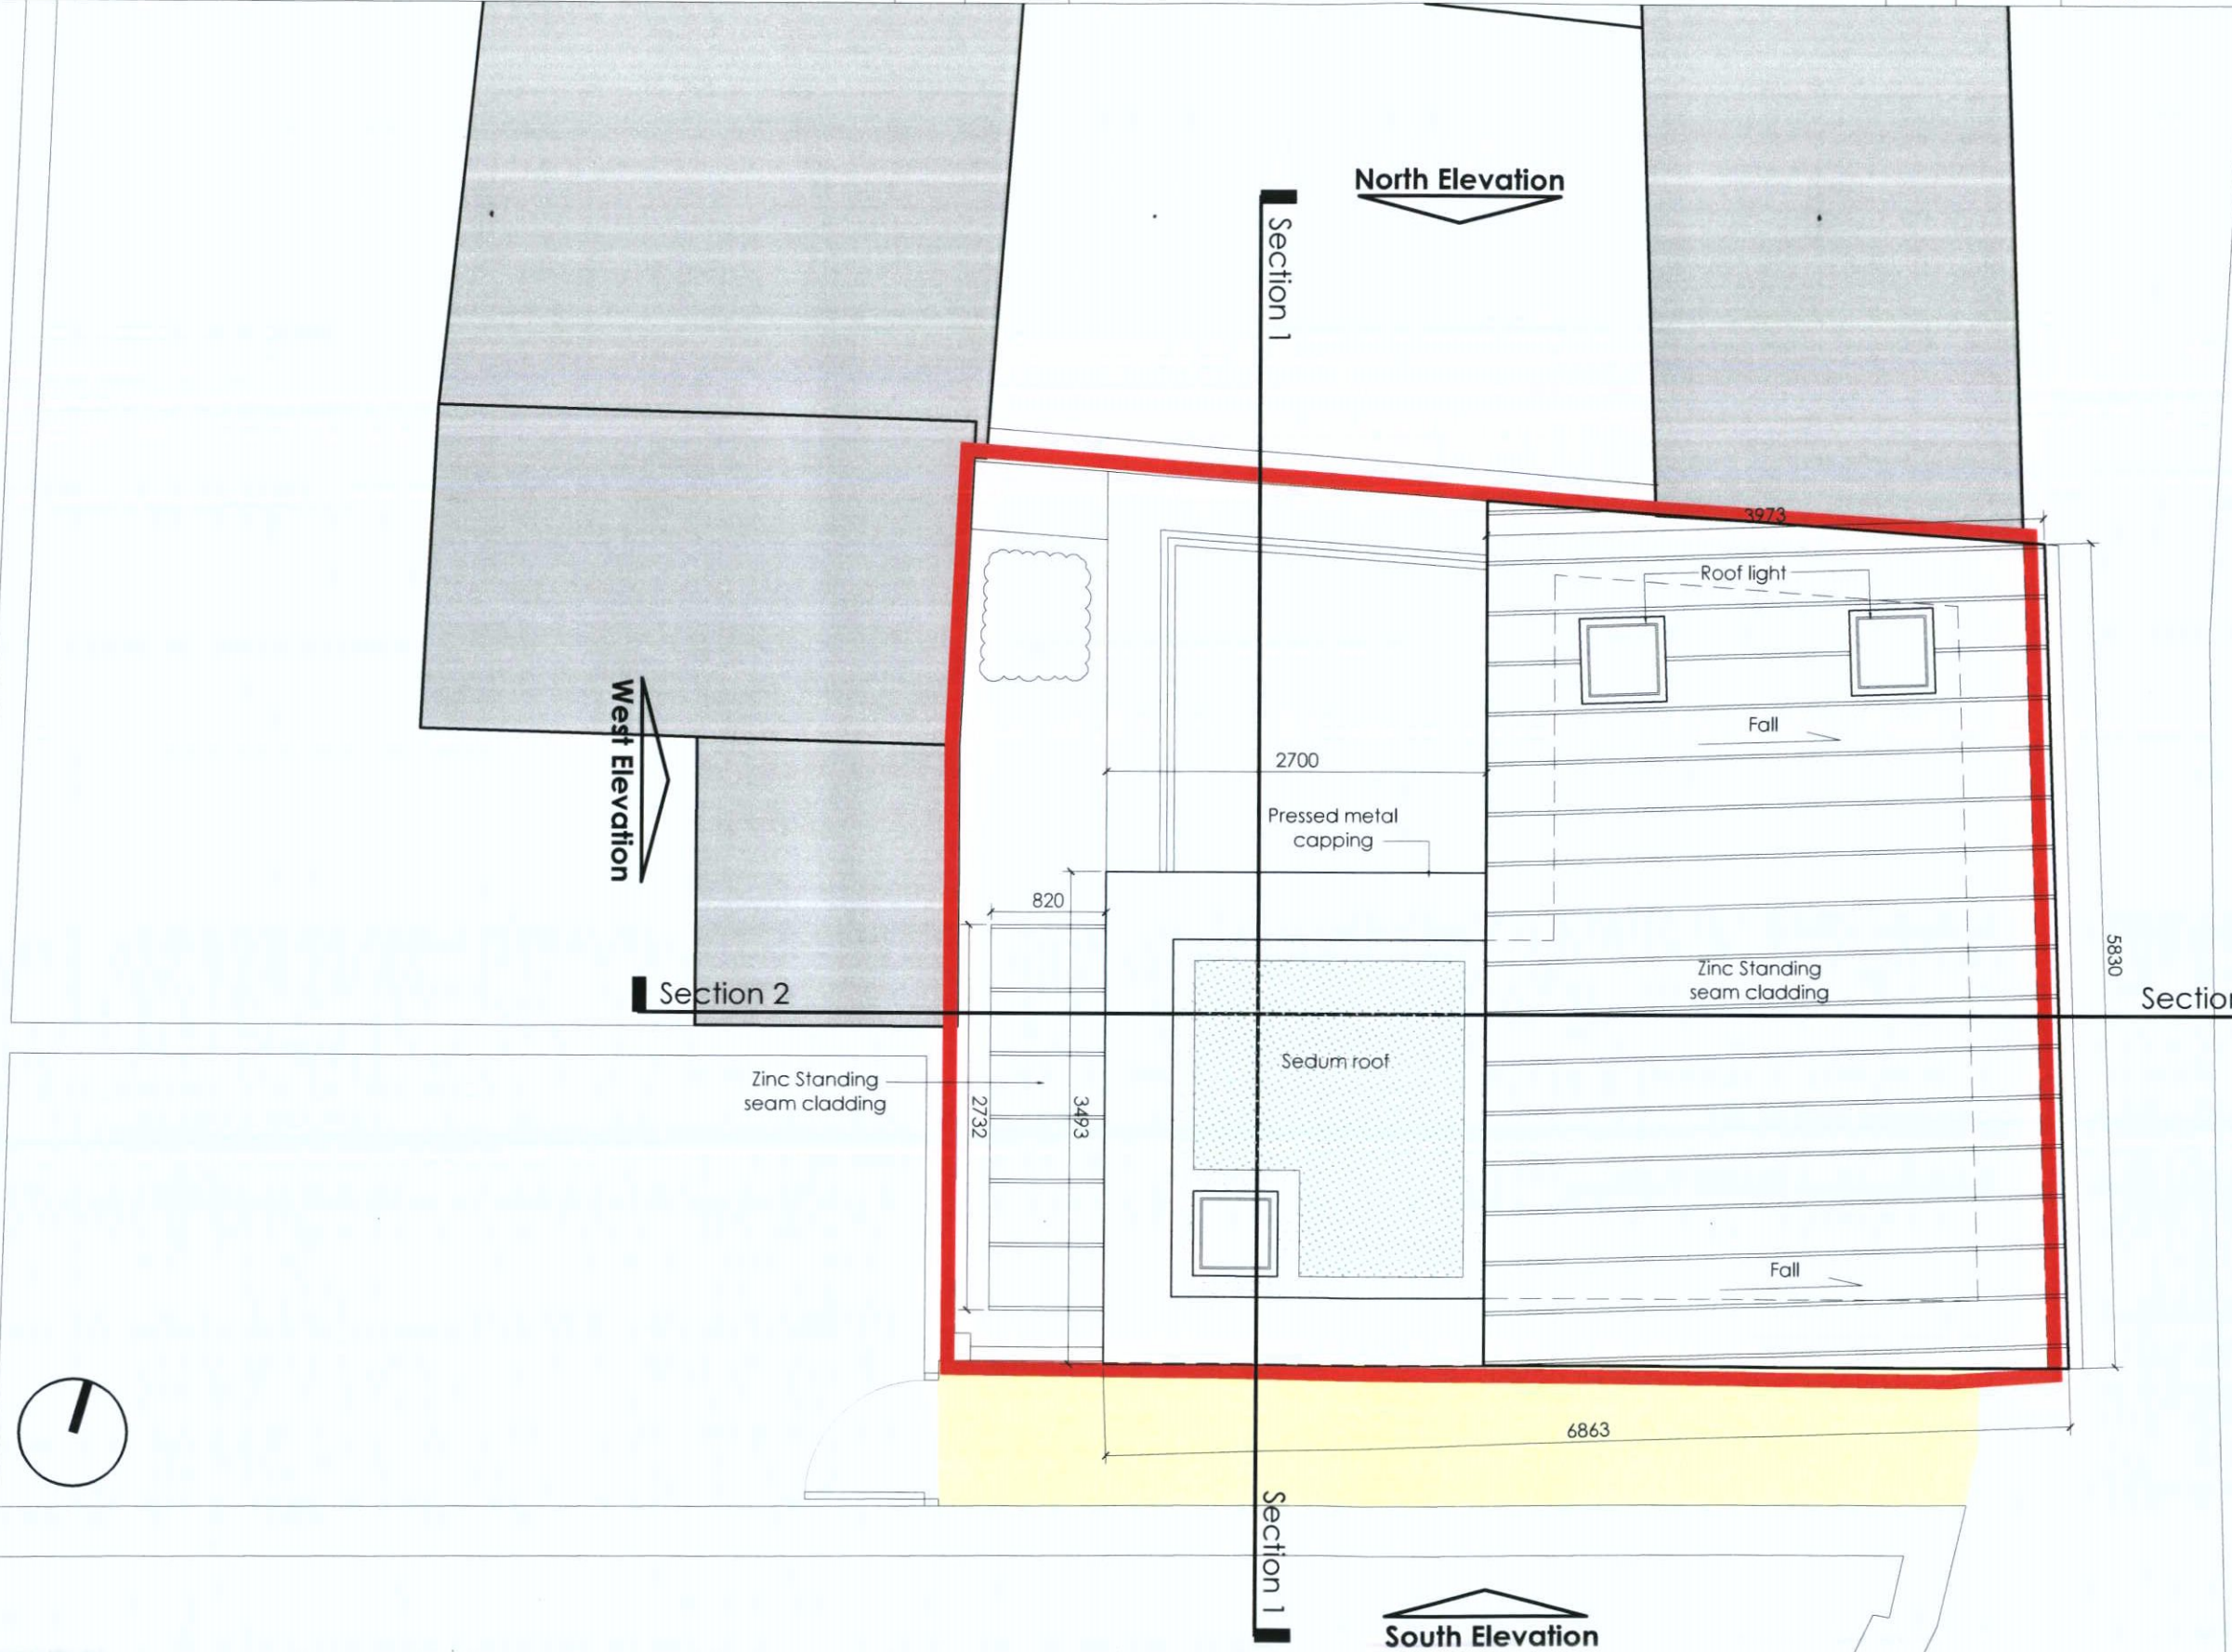 North Elevation
Section 1
3973
Roof light
West Elevation
Fall
2700
Pressed metal
capping
820
5830
Section 2
Zinc Standing
seam cladding
Sectio
Sedum roof
Zinc Standing
seam cladding
2732
3493
Fall
6863
Section 1
South Elevation